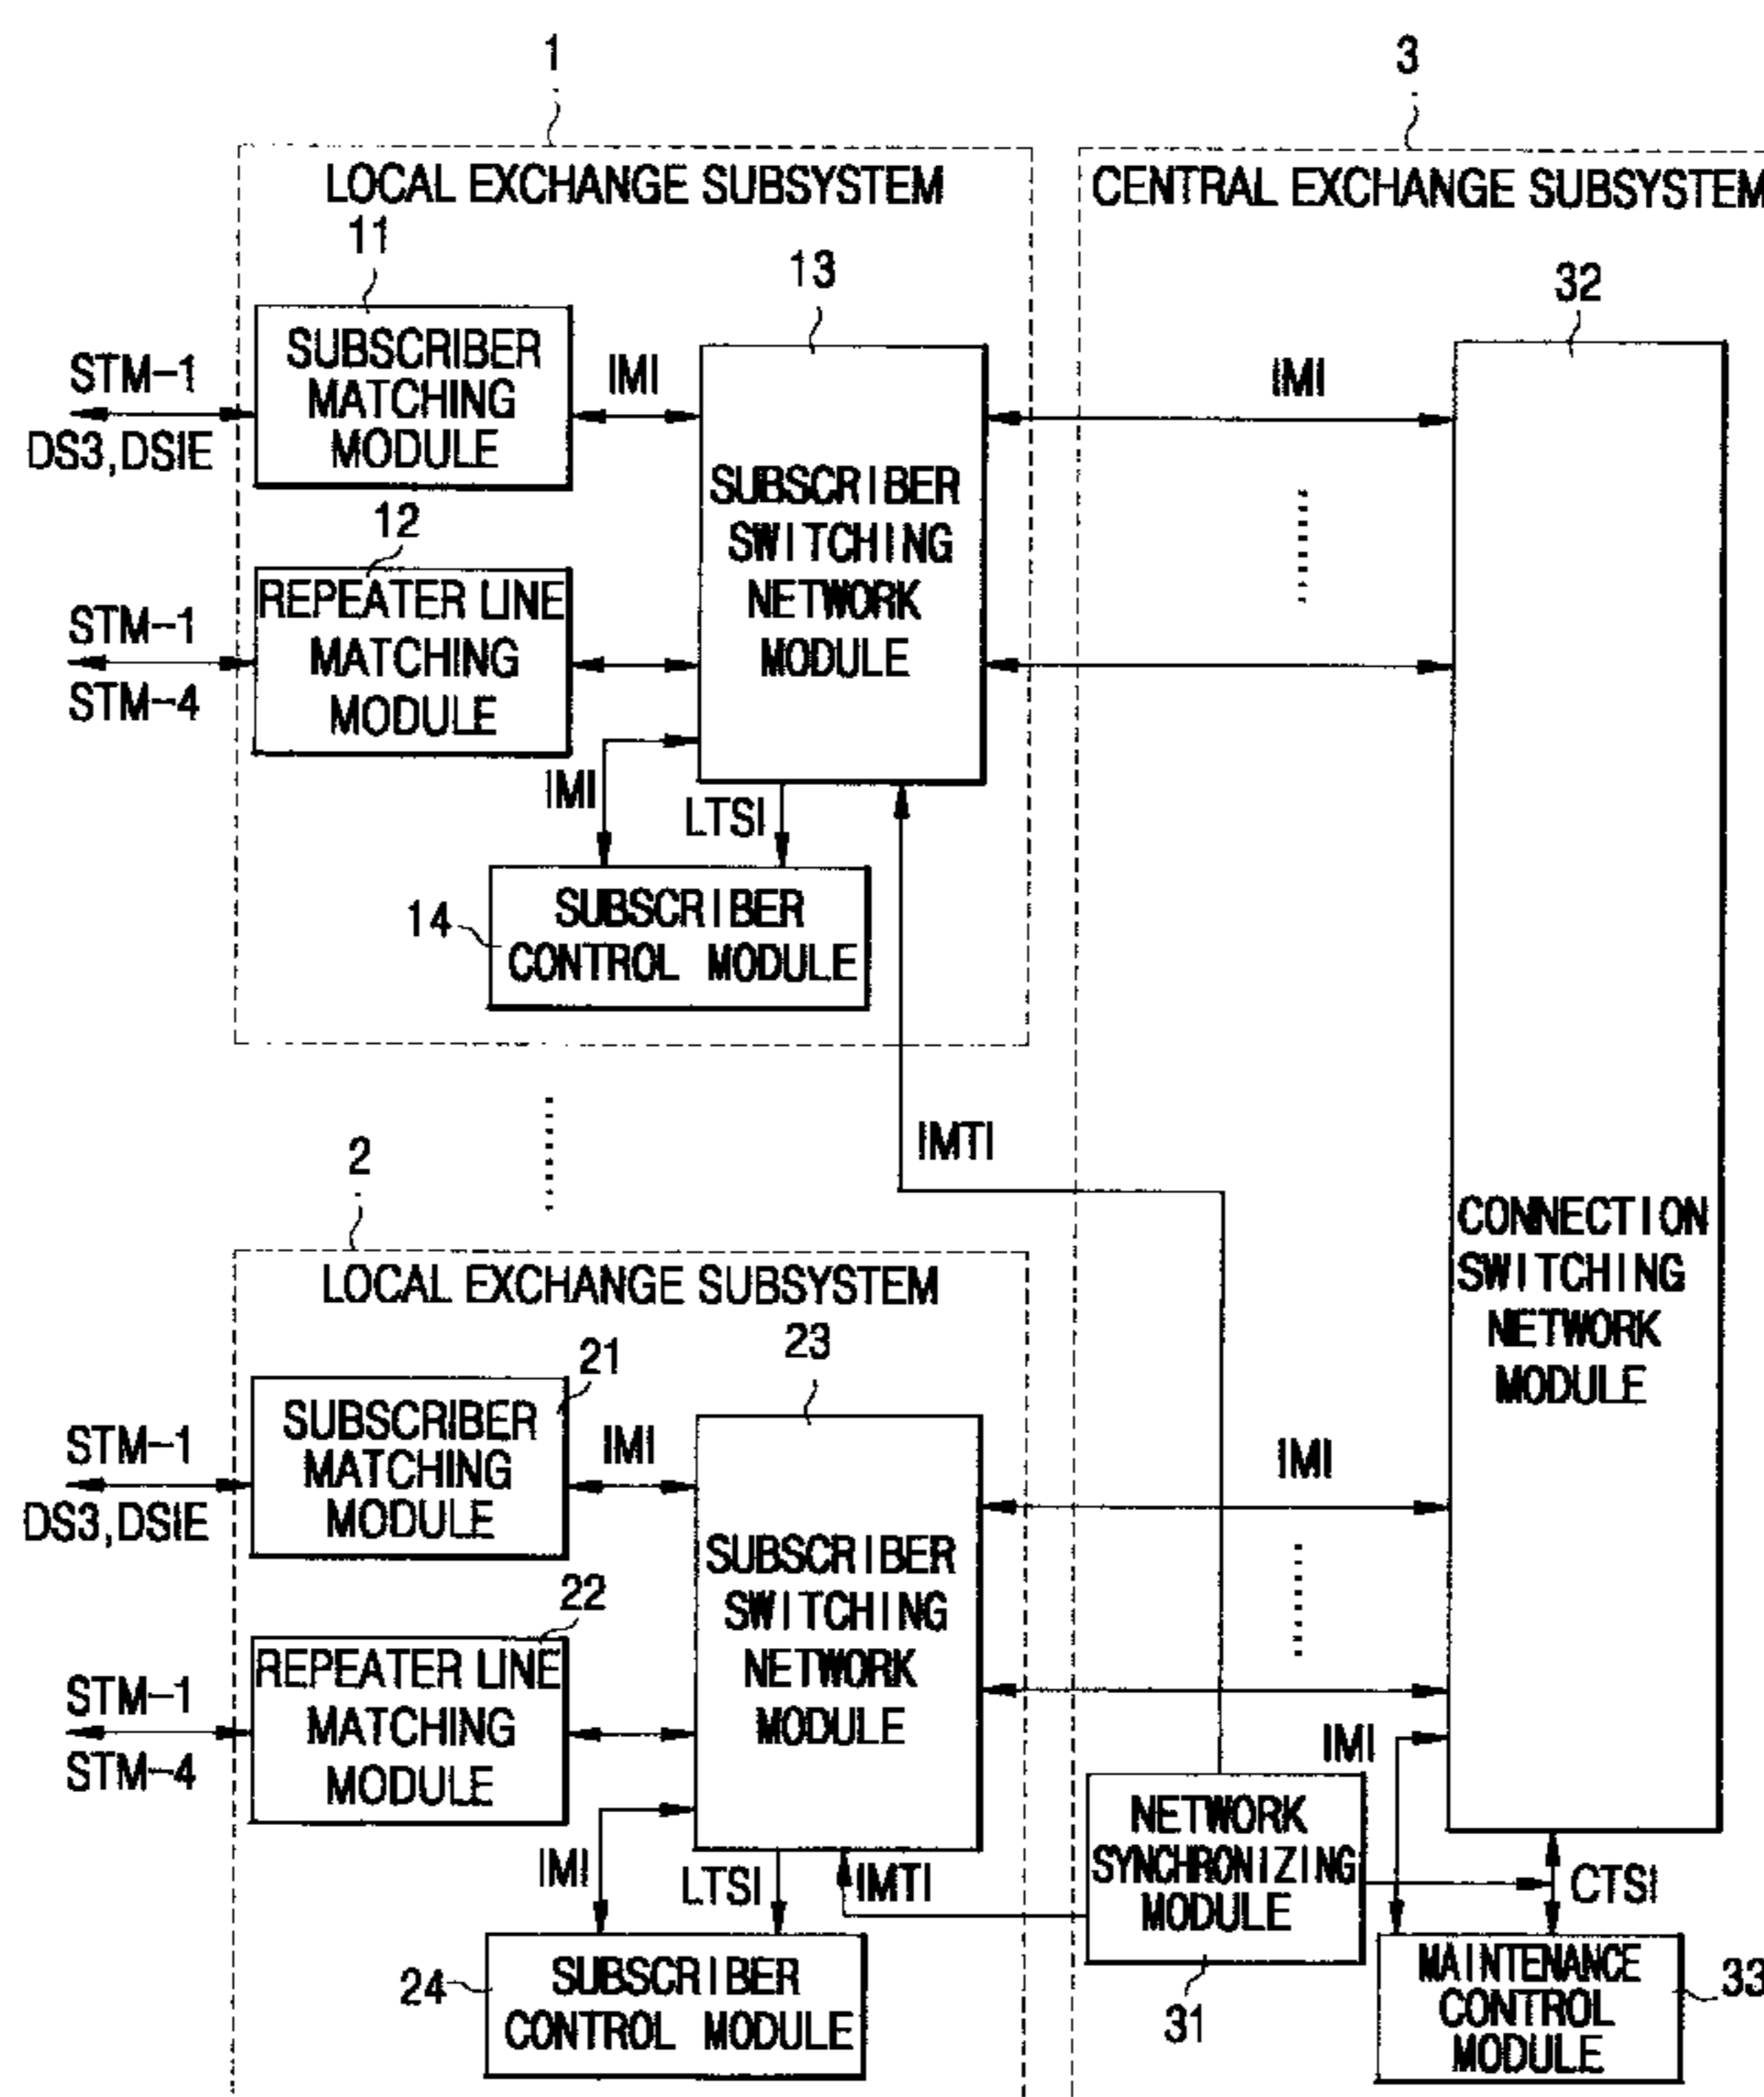 1
3
LOCAL EXCHANGE SUBSYSTEM
CENTRAL EXCHANGE SUBSYSTEM
11
13
32
STM-1
DS3,DSIE
SUBSCRIBER
MATCHING
MODULE
IMI
IMI
SUBSCRIBER
SWITCHING
NETWORK
MODULE
12
STM-1
STM-4
REPEATER LINE
MATCHING
MODULE
IMI
LTSI
14
SUBSCRIBER
CONTROL MODULE
IMTI
2
CONNECTION
SWITCHING
NETWORK
MODULE
LOCAL EXCHANGE SUBSYSTEM
21
23
STM-1
DS3,DSIE
SUBSCRIBER
MATCHING
MODULE
IMI
IMI
SUBSCRIBER
SWITCHING
NETWORK
MODULE
22
STM-1
STM-4
REPEATER LINE
MATCHING
MODULE
IMI
IMI
LTSI
IMTI
NETWORK
SYNCHRONIZING
MODULE
CTSI
24
SUBSCRIBER
CONTROL MODULE
31
MAINTENANCE
CONTROL
MODULE
33